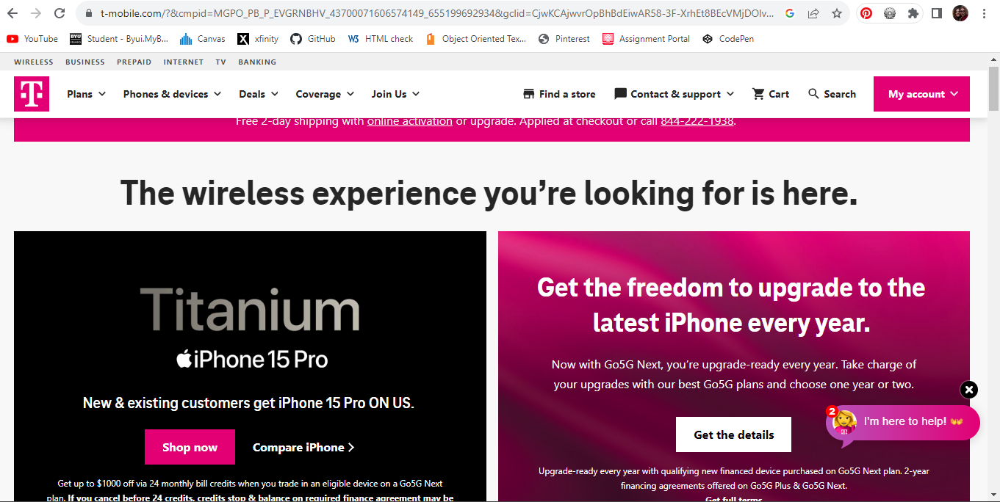 t-mobile.com/?&cmpid=MGPO_PB_P_EVGRNBHV_43700071606574149_655199692934&gclid=CjwKCAjwvrOpBhBdEiwAR58-3F-XrhEt8BEcVMjDOlv...
YouTube Student - Byui.MyB... Canvas xfinity GitHub HTML check Object Oriented Tex... Pinterest Assignment Portal CodePen
WIRELESS BUSINESS PREPAID INTERNET TV BANKING
T Plans Phones & devices Deals Coverage Join Us Find a store Contact & support Cart Search My account
Free 2-day shipping with online activation or upgrade. Applied at checkout or call 844-222-1938.
The wireless experience you’re looking for is here.
Titanium
iPhone 15 Pro
New & existing customers get iPhone 15 Pro ON US.
Shop now Compare iPhone
Get up to $1000 off via 24 monthly bill credits when you trade in an eligible device on a Go5G Next
plan. If you cancel before 24 credits, credits stop & balance on required finance agreement may be
Get the freedom to upgrade to the
latest iPhone every year.
Now with Go5G Next, you’re upgrade-ready every year. Take charge of
your upgrades with our best Go5G plans and choose one year or two.
Get the details
Upgrade-ready every year with qualifying new financed device purchased on Go5G Next plan. 2-year
financing agreements offered on Go5G Plus & Go5G Next.
Get full terms
2
I'm here to help!